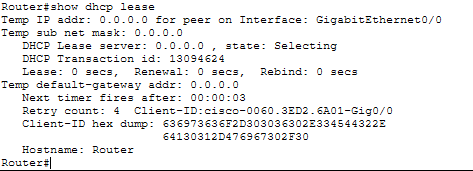 Router#show dhcp lease
Temp IP addr: 0.0.0.0 for peer on Interface: GigabitEthernet0/0
Temp sub net mask: 0.0.0.0
DHCP Lease server: 0.0.0.0 , state: Selecting
DHCP Transaction id: 13094624
Lease: 0 secs, Renewal: 0 secs, Rebind: 0 secs
Temp default-gateway addr: 0.0.0.0
Next timer fires after: 00:00:03
Retry count: 4 Client-ID:cisco-0060.3ED2.6A01-Gig0/0
Client-ID hex dump: 636973636F2D303036302E334544322E
64130312D476967302F30
Hostname: Router
Router#